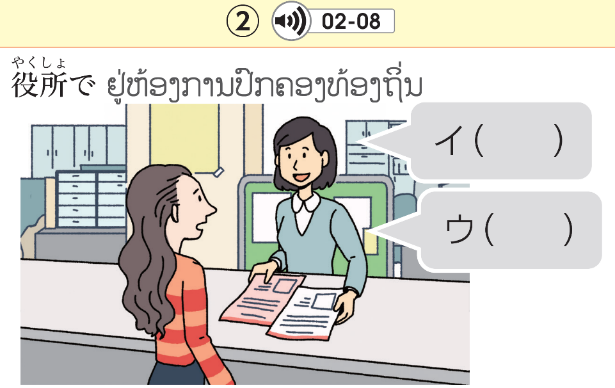 ② 02-08
やくしょ
役所で ຢູ່ຫ້ອງການປົກຄອງທ້ອງຖິ່ນ
イ( )
ウ( )